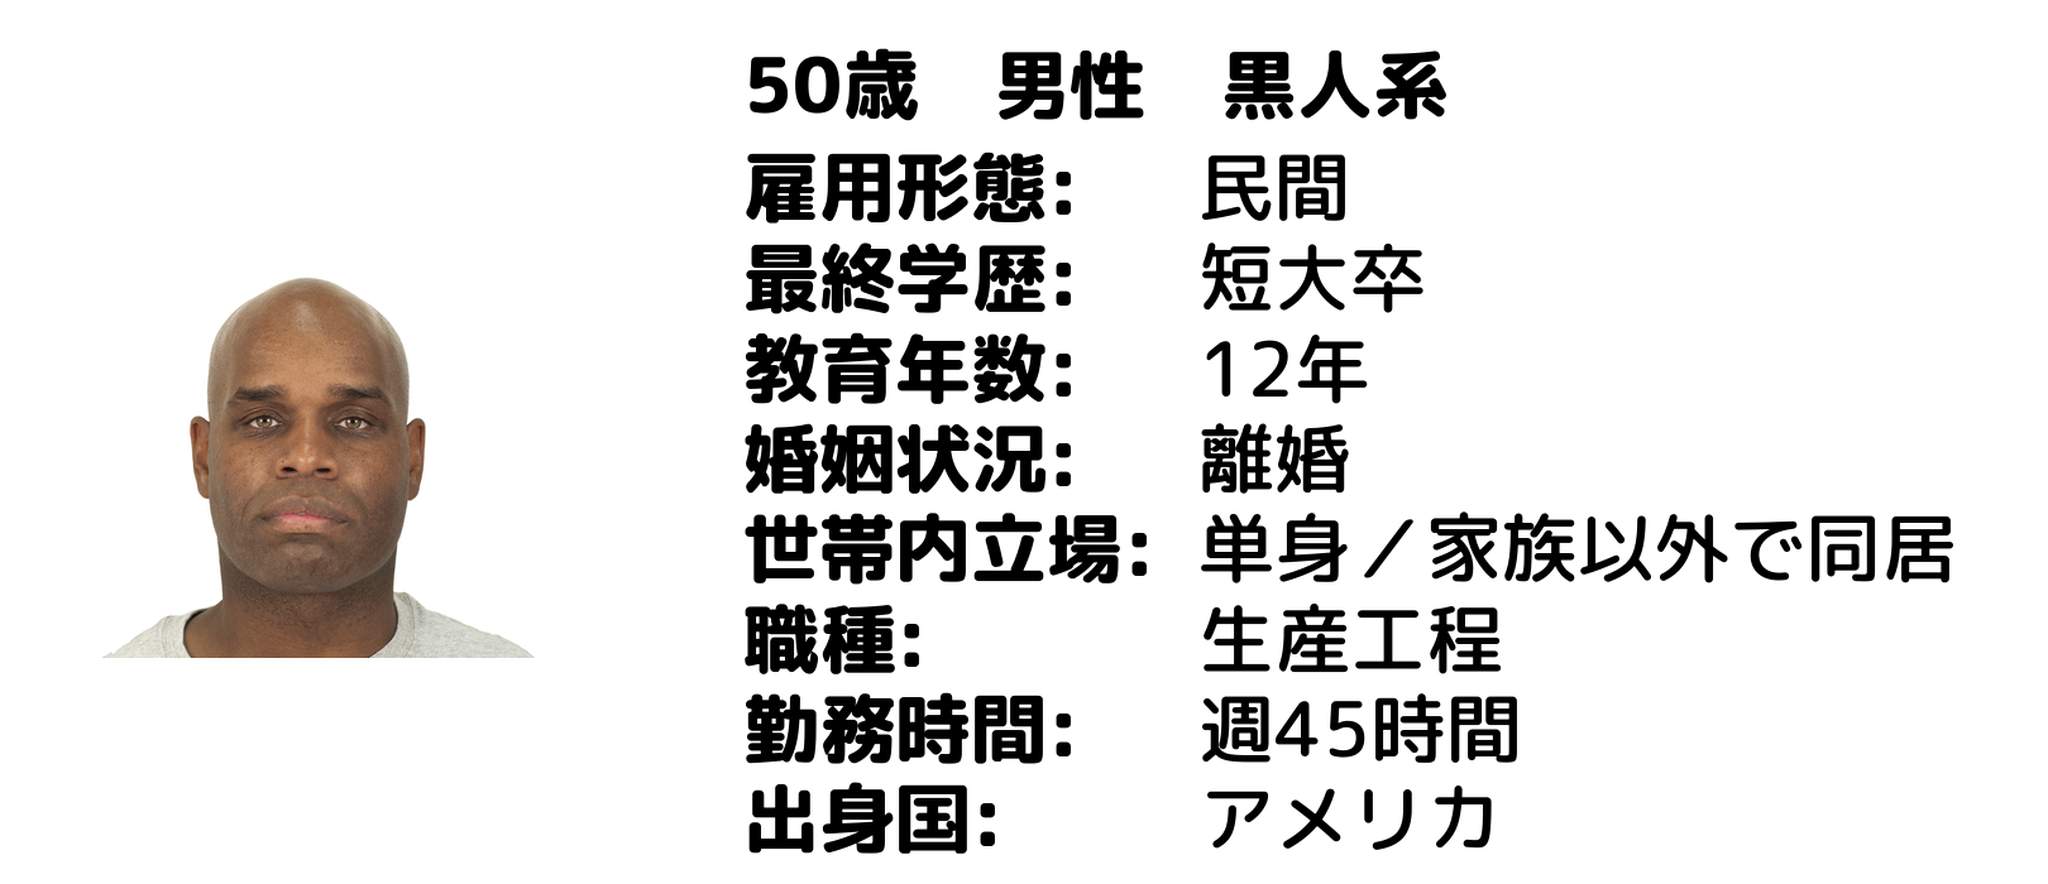 50歳　男性　黒人系
雇用形態:　民間
最終学歴:　短大卒
教育年数:　12年
婚姻状況:　離婚
世帯内立場:　単身／家族以外で同居
職種:　生産工程
勤務時間:　週45時間
出身国:　アメリカ